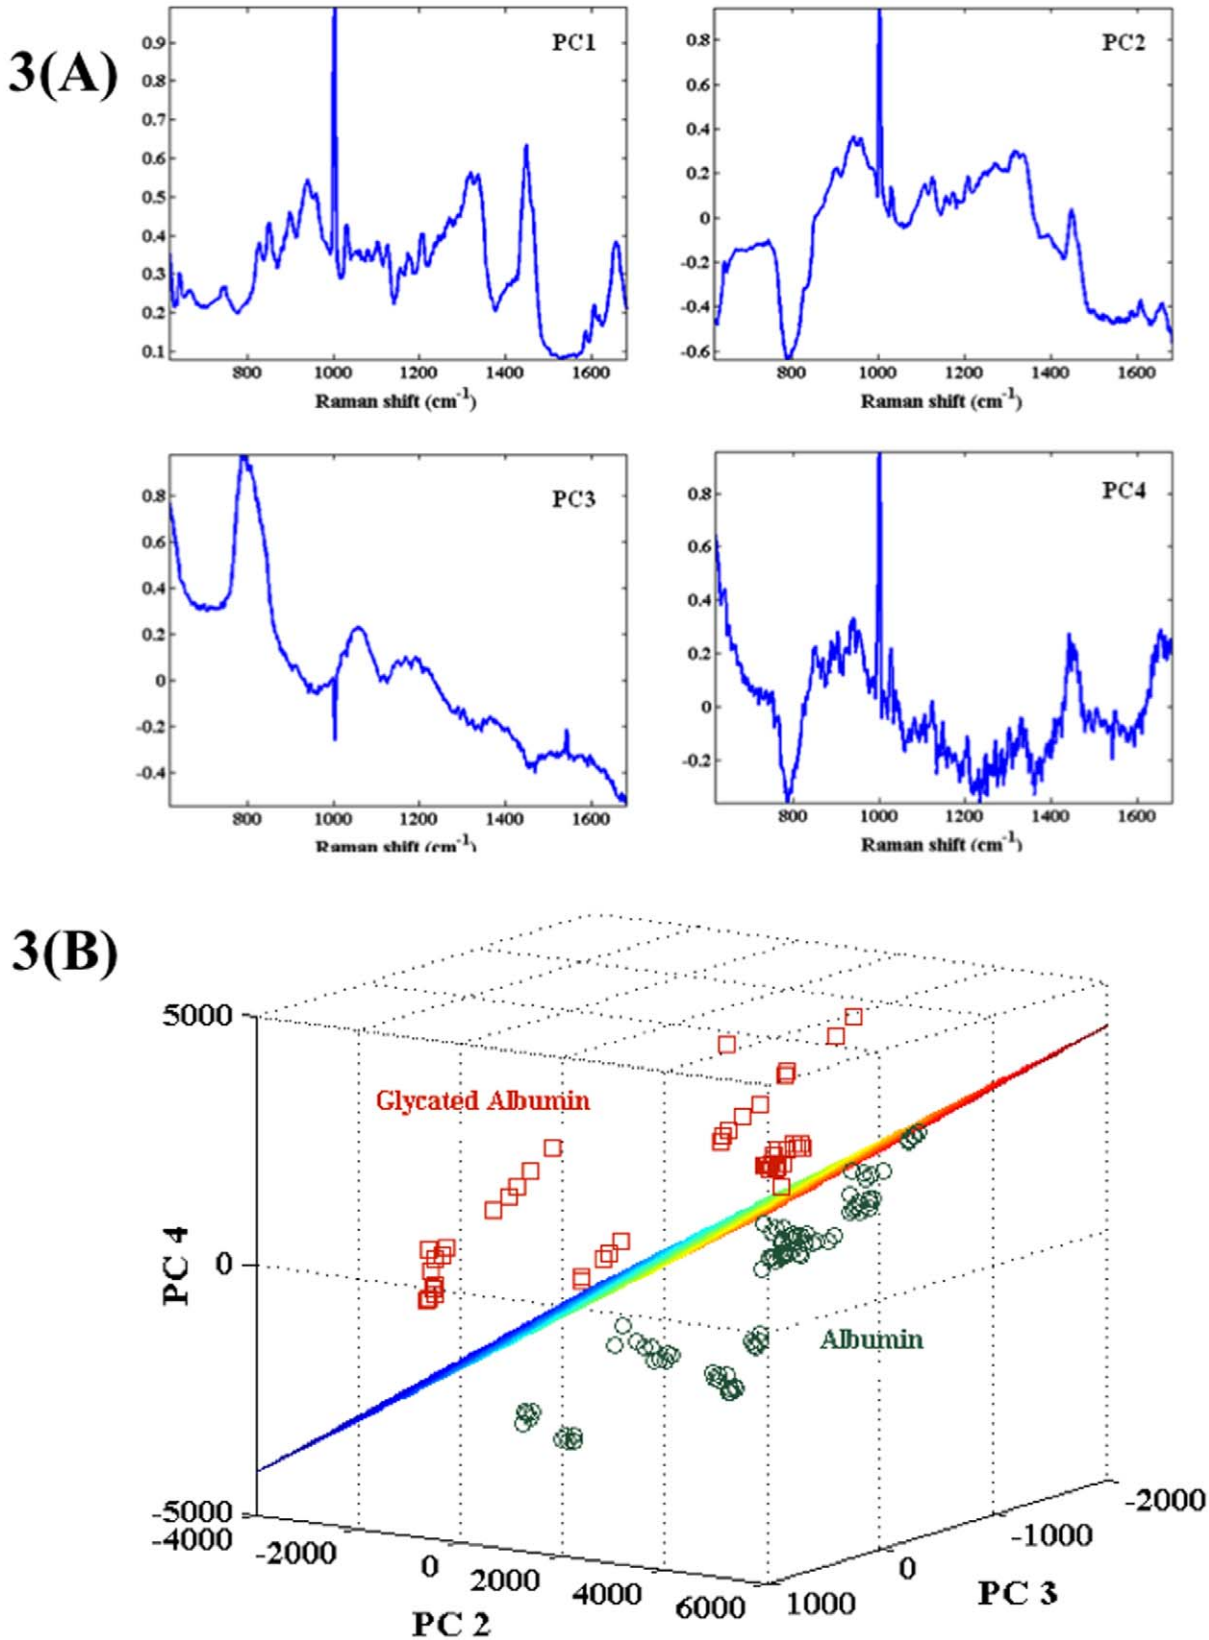 3(A)
PC1
0.9
0.8
0.7
0.6
0.5
0.4
0.3
0.2
0.1
800 1000 1200 1400 1600
Raman shift (cm-1)
PC2
0.8
0.6
0.4
0.2
0
-0.2
-0.4
-0.6
800 1000 1200 1400 1600
Raman shift (cm-1)
PC3
0.8
0.6
0.4
0.2
0
-0.2
-0.4
800 1000 1200 1400 1600
Raman shift (cm-1)
PC4
0.8
0.6
0.4
0.2
0
-0.2
800 1000 1200 1400 1600
Raman shift (cm-1)
3(B)
5000
Glycated Albumin
PC 4
0
Albumin
-5000
-4000 -2000 0 2000 4000 6000
PC 2
1000 0 -1000 -2000
PC 3